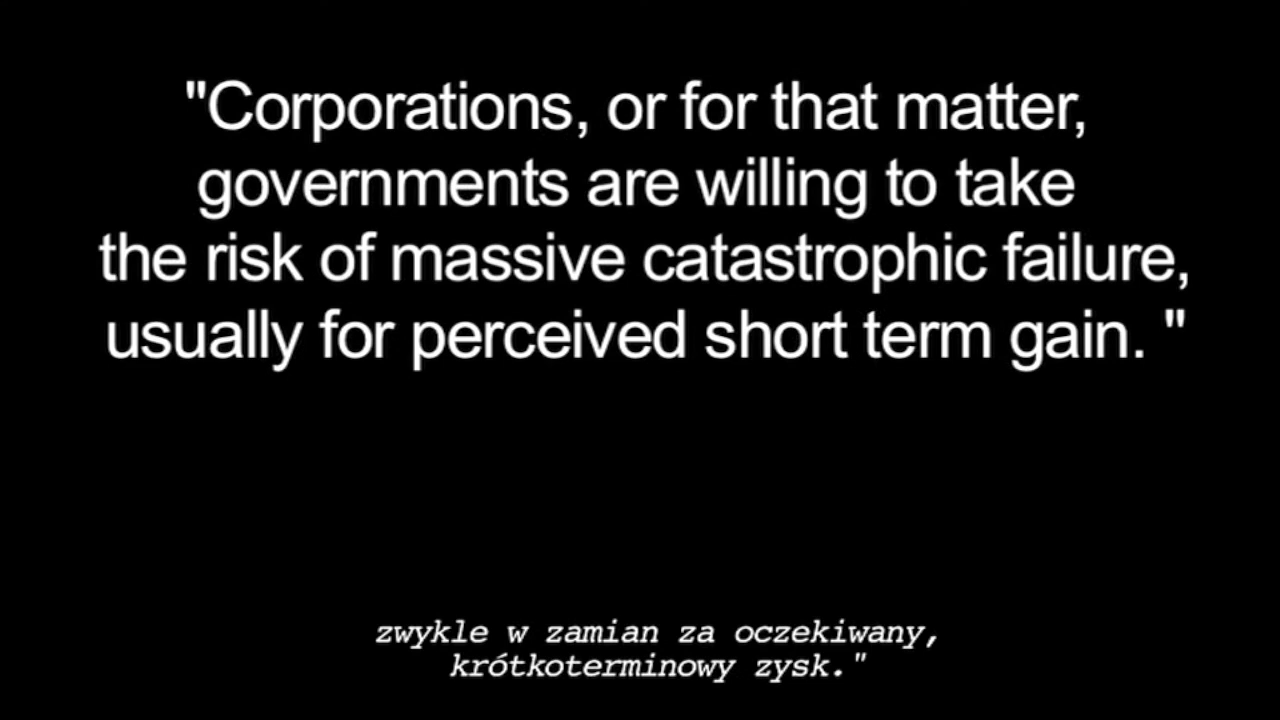 "Corporations, or for that matter,
governments are willing to take
the risk of massive catastrophic failure,
usually for perceived short term gain. "
zwykle w zamian za oczekiwany,
krótkoterminowy zysk."